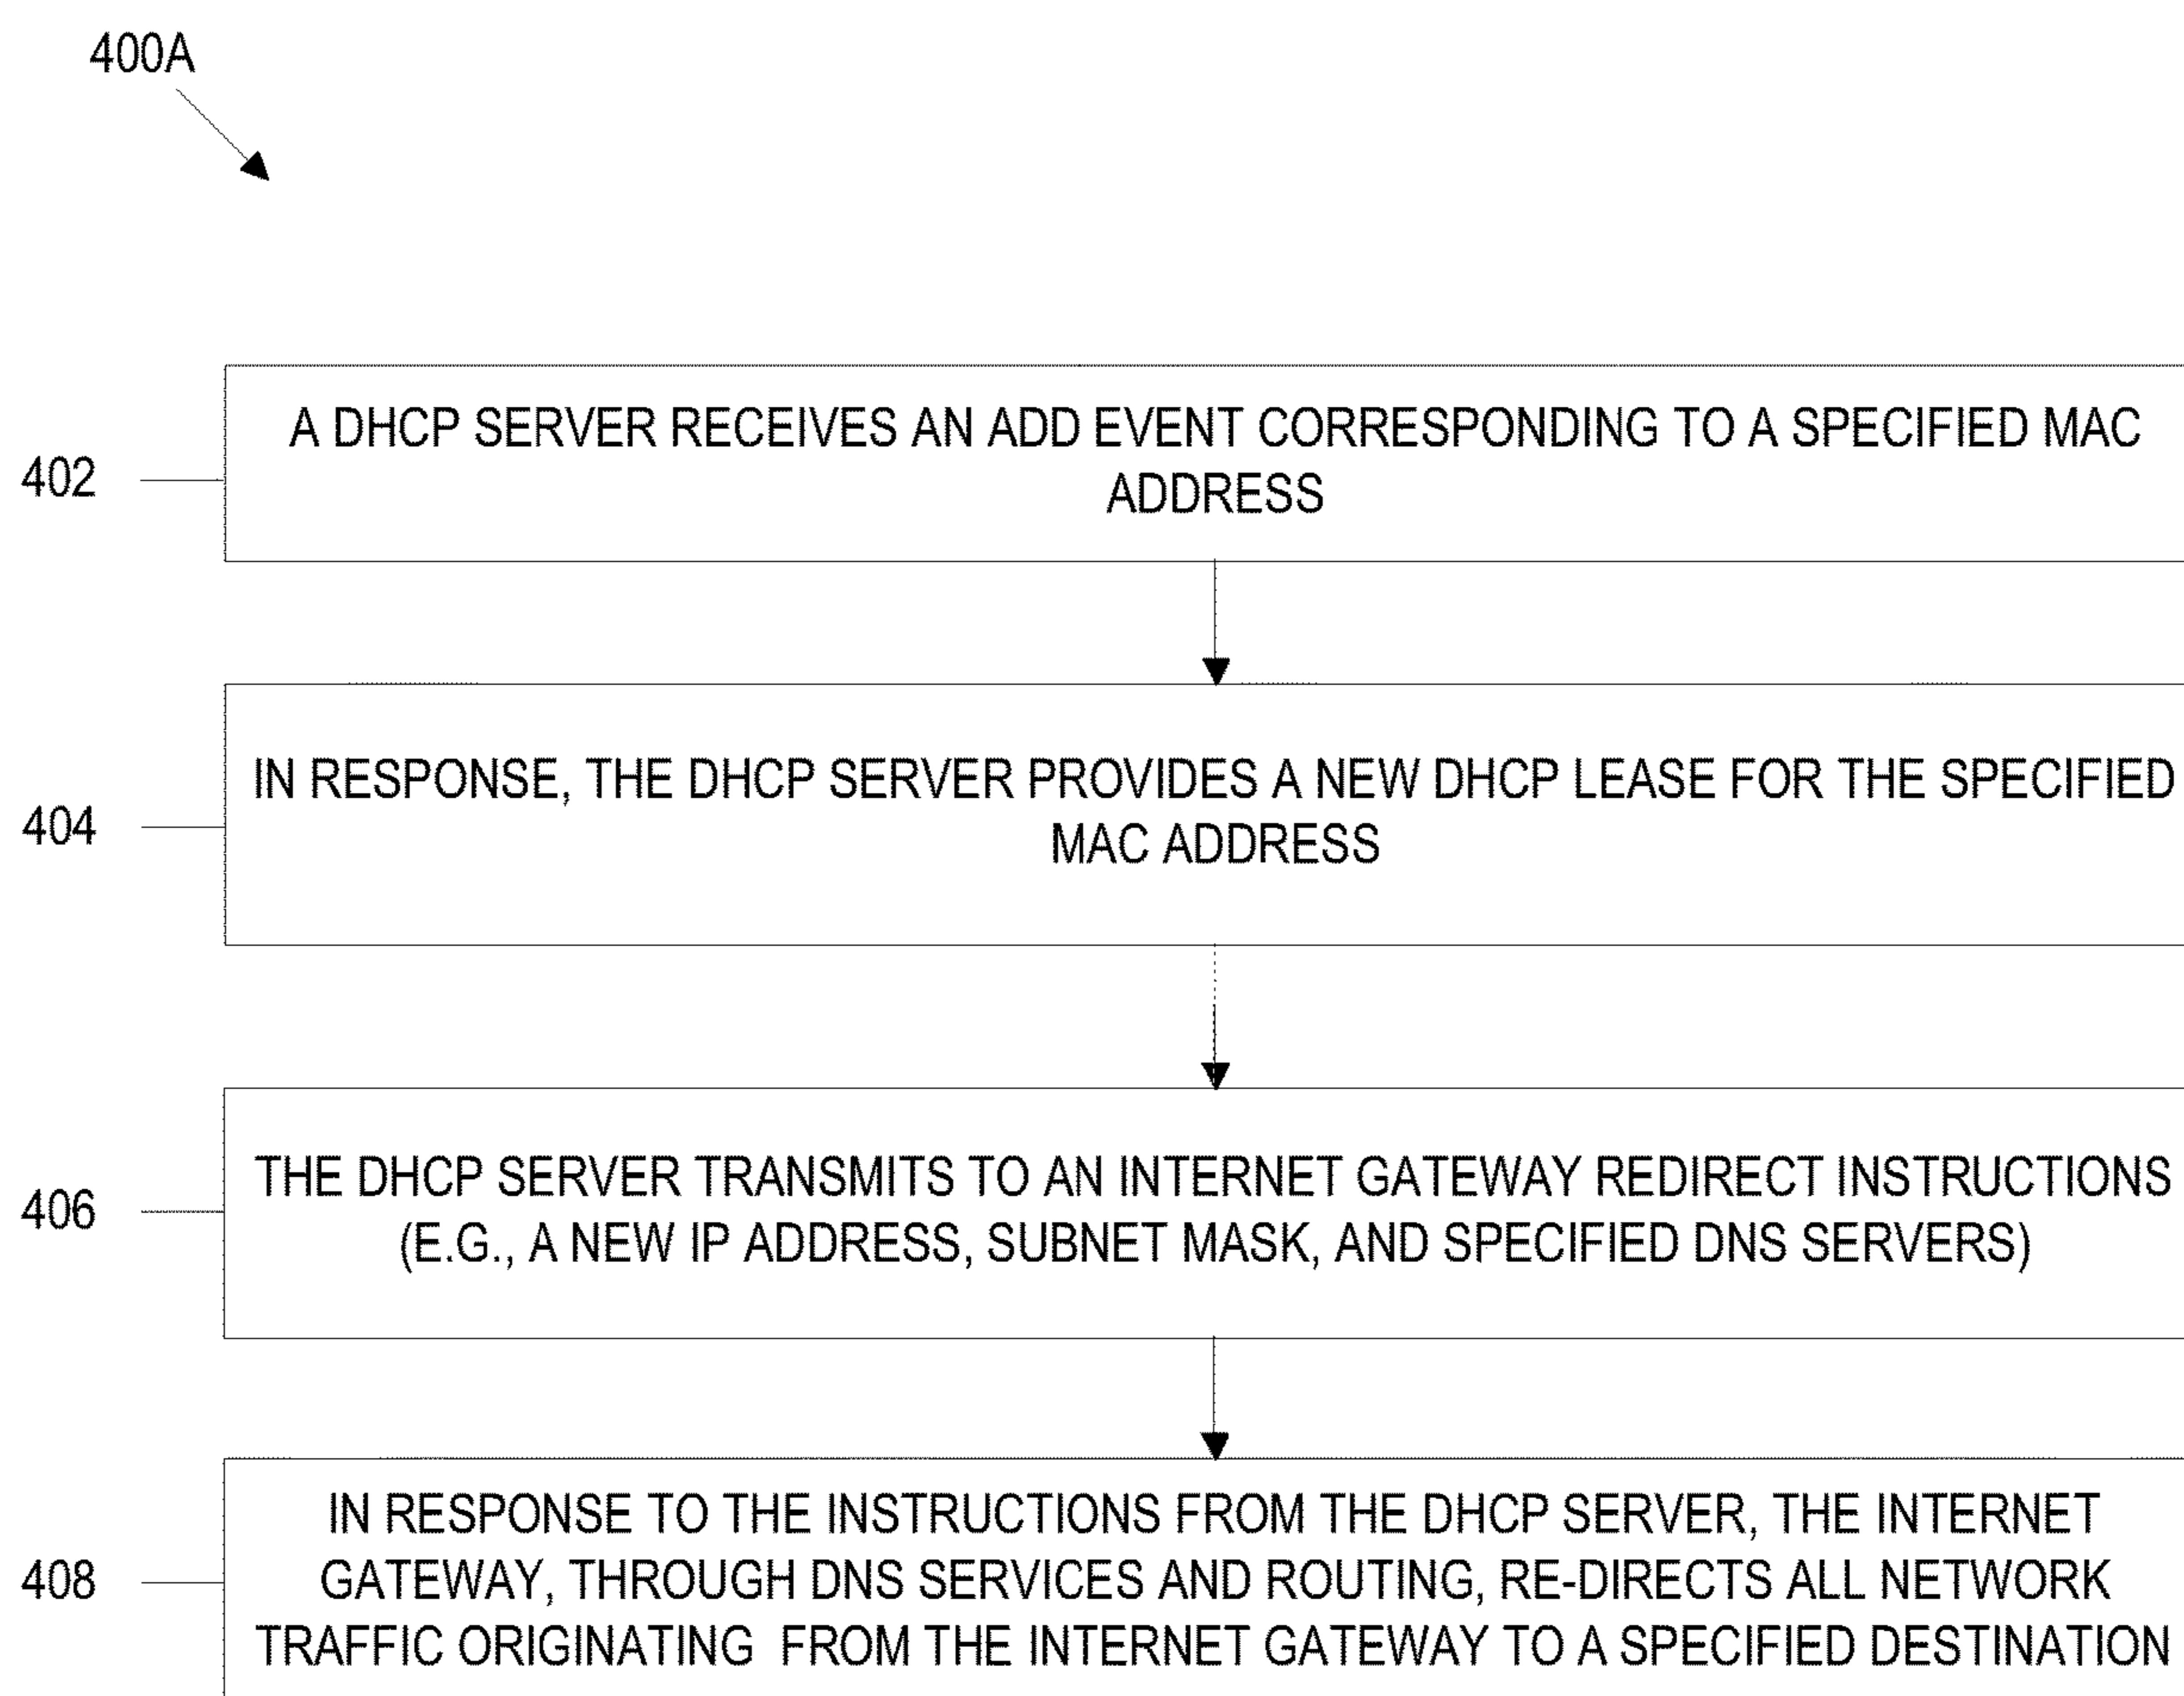 400A
402
A DHCP SERVER RECEIVES AN ADD EVENT CORRESPONDING TO A SPECIFIED MAC
ADDRESS
404
IN RESPONSE, THE DHCP SERVER PROVIDES A NEW DHCP LEASE FOR THE SPECIFIED
MAC ADDRESS
406
THE DHCP SERVER TRANSMITS TO AN INTERNET GATEWAY REDIRECT INSTRUCTIONS
(E.G., A NEW IP ADDRESS, SUBNET MASK, AND SPECIFIED DNS SERVERS)
408
IN RESPONSE TO THE INSTRUCTIONS FROM THE DHCP SERVER, THE INTERNET
GATEWAY, THROUGH DNS SERVICES AND ROUTING, RE-DIRECTS ALL NETWORK
TRAFFIC ORIGINATING FROM THE INTERNET GATEWAY TO A SPECIFIED DESTINATION